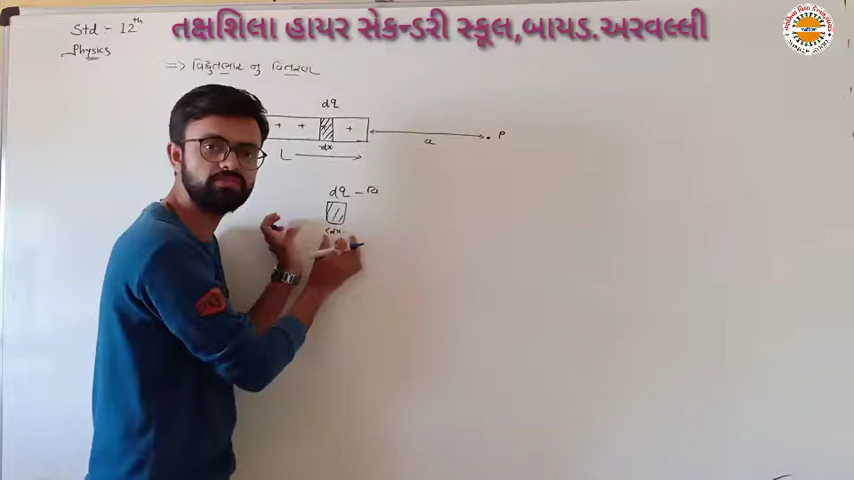 તક્ષશિલા હાયર સેકન્ડરી સ્કૂલ,બાયડ.અરવલ્લી
Std - 12th
Physics
=> વિદ્યુતભાર નુ વિતરણ
dq
+ + + +
dx
L
a
P
dq - વિ
dx